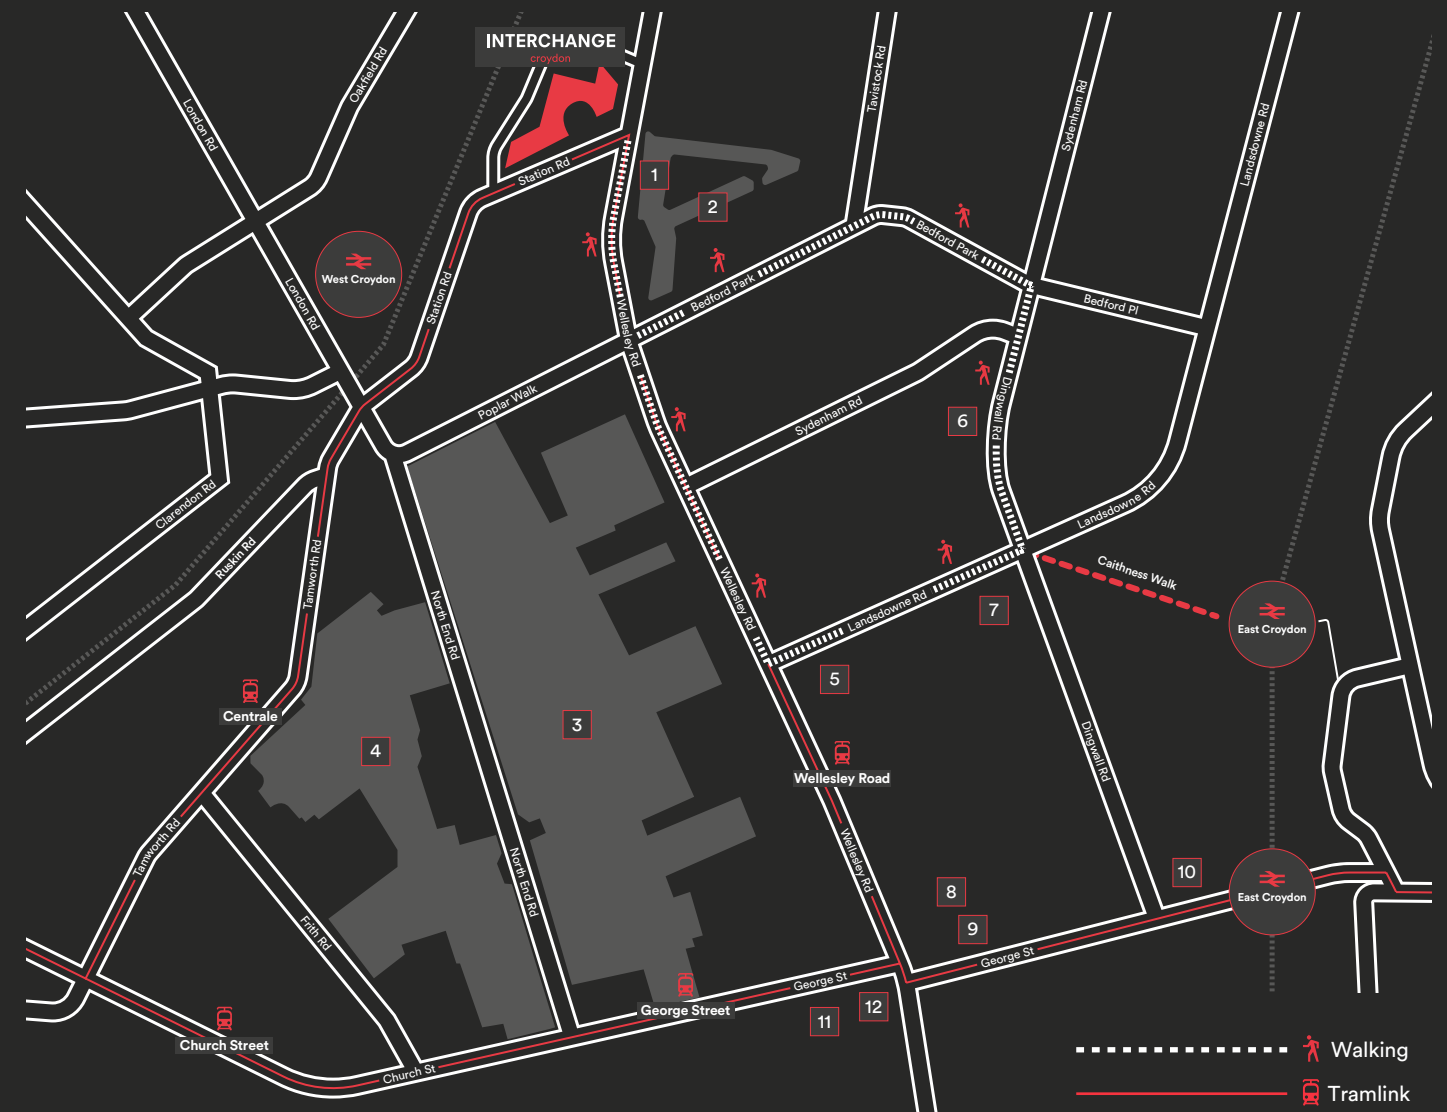 INTERCHANGE
croydon
Oakfield Rd
London Rd
Tavistock Rd
Sydenham Rd
Landsdowne Rd
Station Rd
1
2
Bedford Park
West Croydon
London Rd
Station Rd
Bedford Park
Bedford Pl
Wellesley Rd
Poplar Walk
Sydenham Rd
Dingwall Rd
6
Clarendon Rd
Landsdowne Rd
Ruskin Rd
Tamworth Rd
Caithness Walk
Wellesley Rd
Landsdowne Rd
7
North End Rd
East Croydon
5
Centrale
3
4
Dingwall Rd
Wellesley Road
Tamworth Rd
Wellesley Rd
North End Rd
10
8
East Croydon
9
Frith Rd
George St
George St
George Street
12
11
Church Street
Church St
Walking
Tramlink